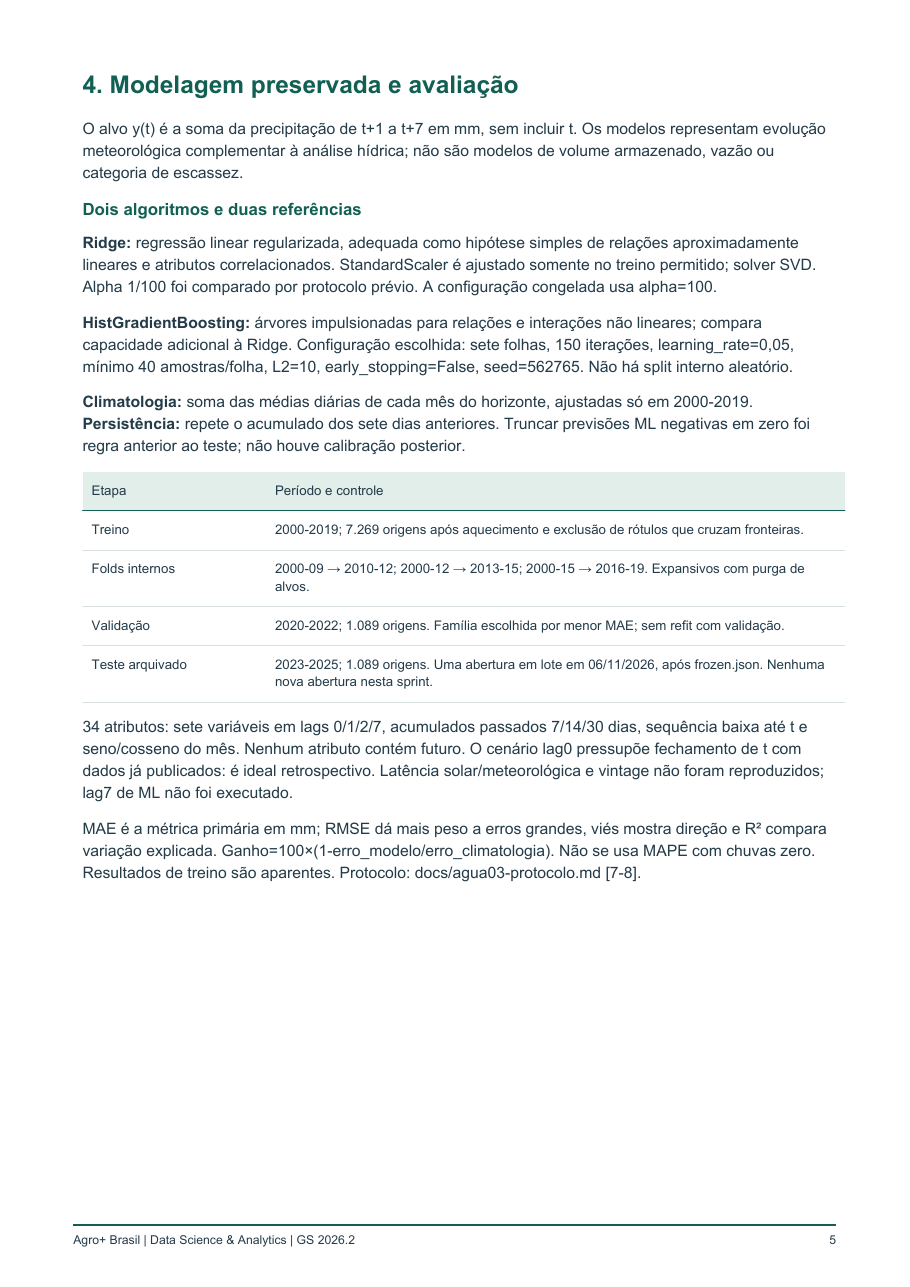 4. Modelagem preservada e avaliação
O alvo y(t) é a soma da precipitação de t+1 a t+7 em mm, sem incluir t. Os modelos representam evolução
meteorológica complementar à análise hídrica; não são modelos de volume armazenado, vazão ou
categoria de escassez.
Dois algoritmos e duas referências
Ridge: regressão linear regularizada, adequada como hipótese simples de relações aproximadamente
lineares e atributos correlacionados. StandardScaler é ajustado somente no treino permitido; solver SVD.
Alpha 1/100 foi comparado por protocolo prévio. A configuração congelada usa alpha=100.
HistGradientBoosting: árvores impulsionadas para relações e interações não lineares; compara
capacidade adicional à Ridge. Configuração escolhida: sete folhas, 150 iterações, learning_rate=0,05,
mínimo 40 amostras/folha, L2=10, early_stopping=False, seed=562765. Não há split interno aleatório.
Climatologia: soma das médias diárias de cada mês do horizonte, ajustadas só em 2000-2019.
Persistência: repete o acumulado dos sete dias anteriores. Truncar previsões ML negativas em zero foi
regra anterior ao teste; não houve calibração posterior.
Etapa Período e controle
Treino 2000-2019; 7.269 origens após aquecimento e exclusão de rótulos que cruzam fronteiras.
Folds internos 2000-09 → 2010-12; 2000-12 → 2013-15; 2000-15 → 2016-19. Expansivos com purga de
alvos.
Validação 2020-2022; 1.089 origens. Família escolhida por menor MAE; sem refit com validação.
Teste arquivado 2023-2025; 1.089 origens. Uma abertura em lote em 06/11/2026, após frozen.json. Nenhuma
nova abertura nesta sprint.
34 atributos: sete variáveis em lags 0/1/2/7, acumulados passados 7/14/30 dias, sequência baixa até t e
seno/cosseno do mês. Nenhum atributo contém futuro. O cenário lag0 pressupõe fechamento de t com
dados já publicados: é ideal retrospectivo. Latência solar/meteorológica e vintage não foram reproduzidos;
lag7 de ML não foi executado.
MAE é a métrica primária em mm; RMSE dá mais peso a erros grandes, viés mostra direção e R² compara
variação explicada. Ganho=100×(1-erro_modelo/erro_climatologia). Não se usa MAPE com chuvas zero.
Resultados de treino são aparentes. Protocolo: docs/agua03-protocolo.md [7-8].
Agro+ Brasil | Data Science & Analytics | GS 2026.2 5